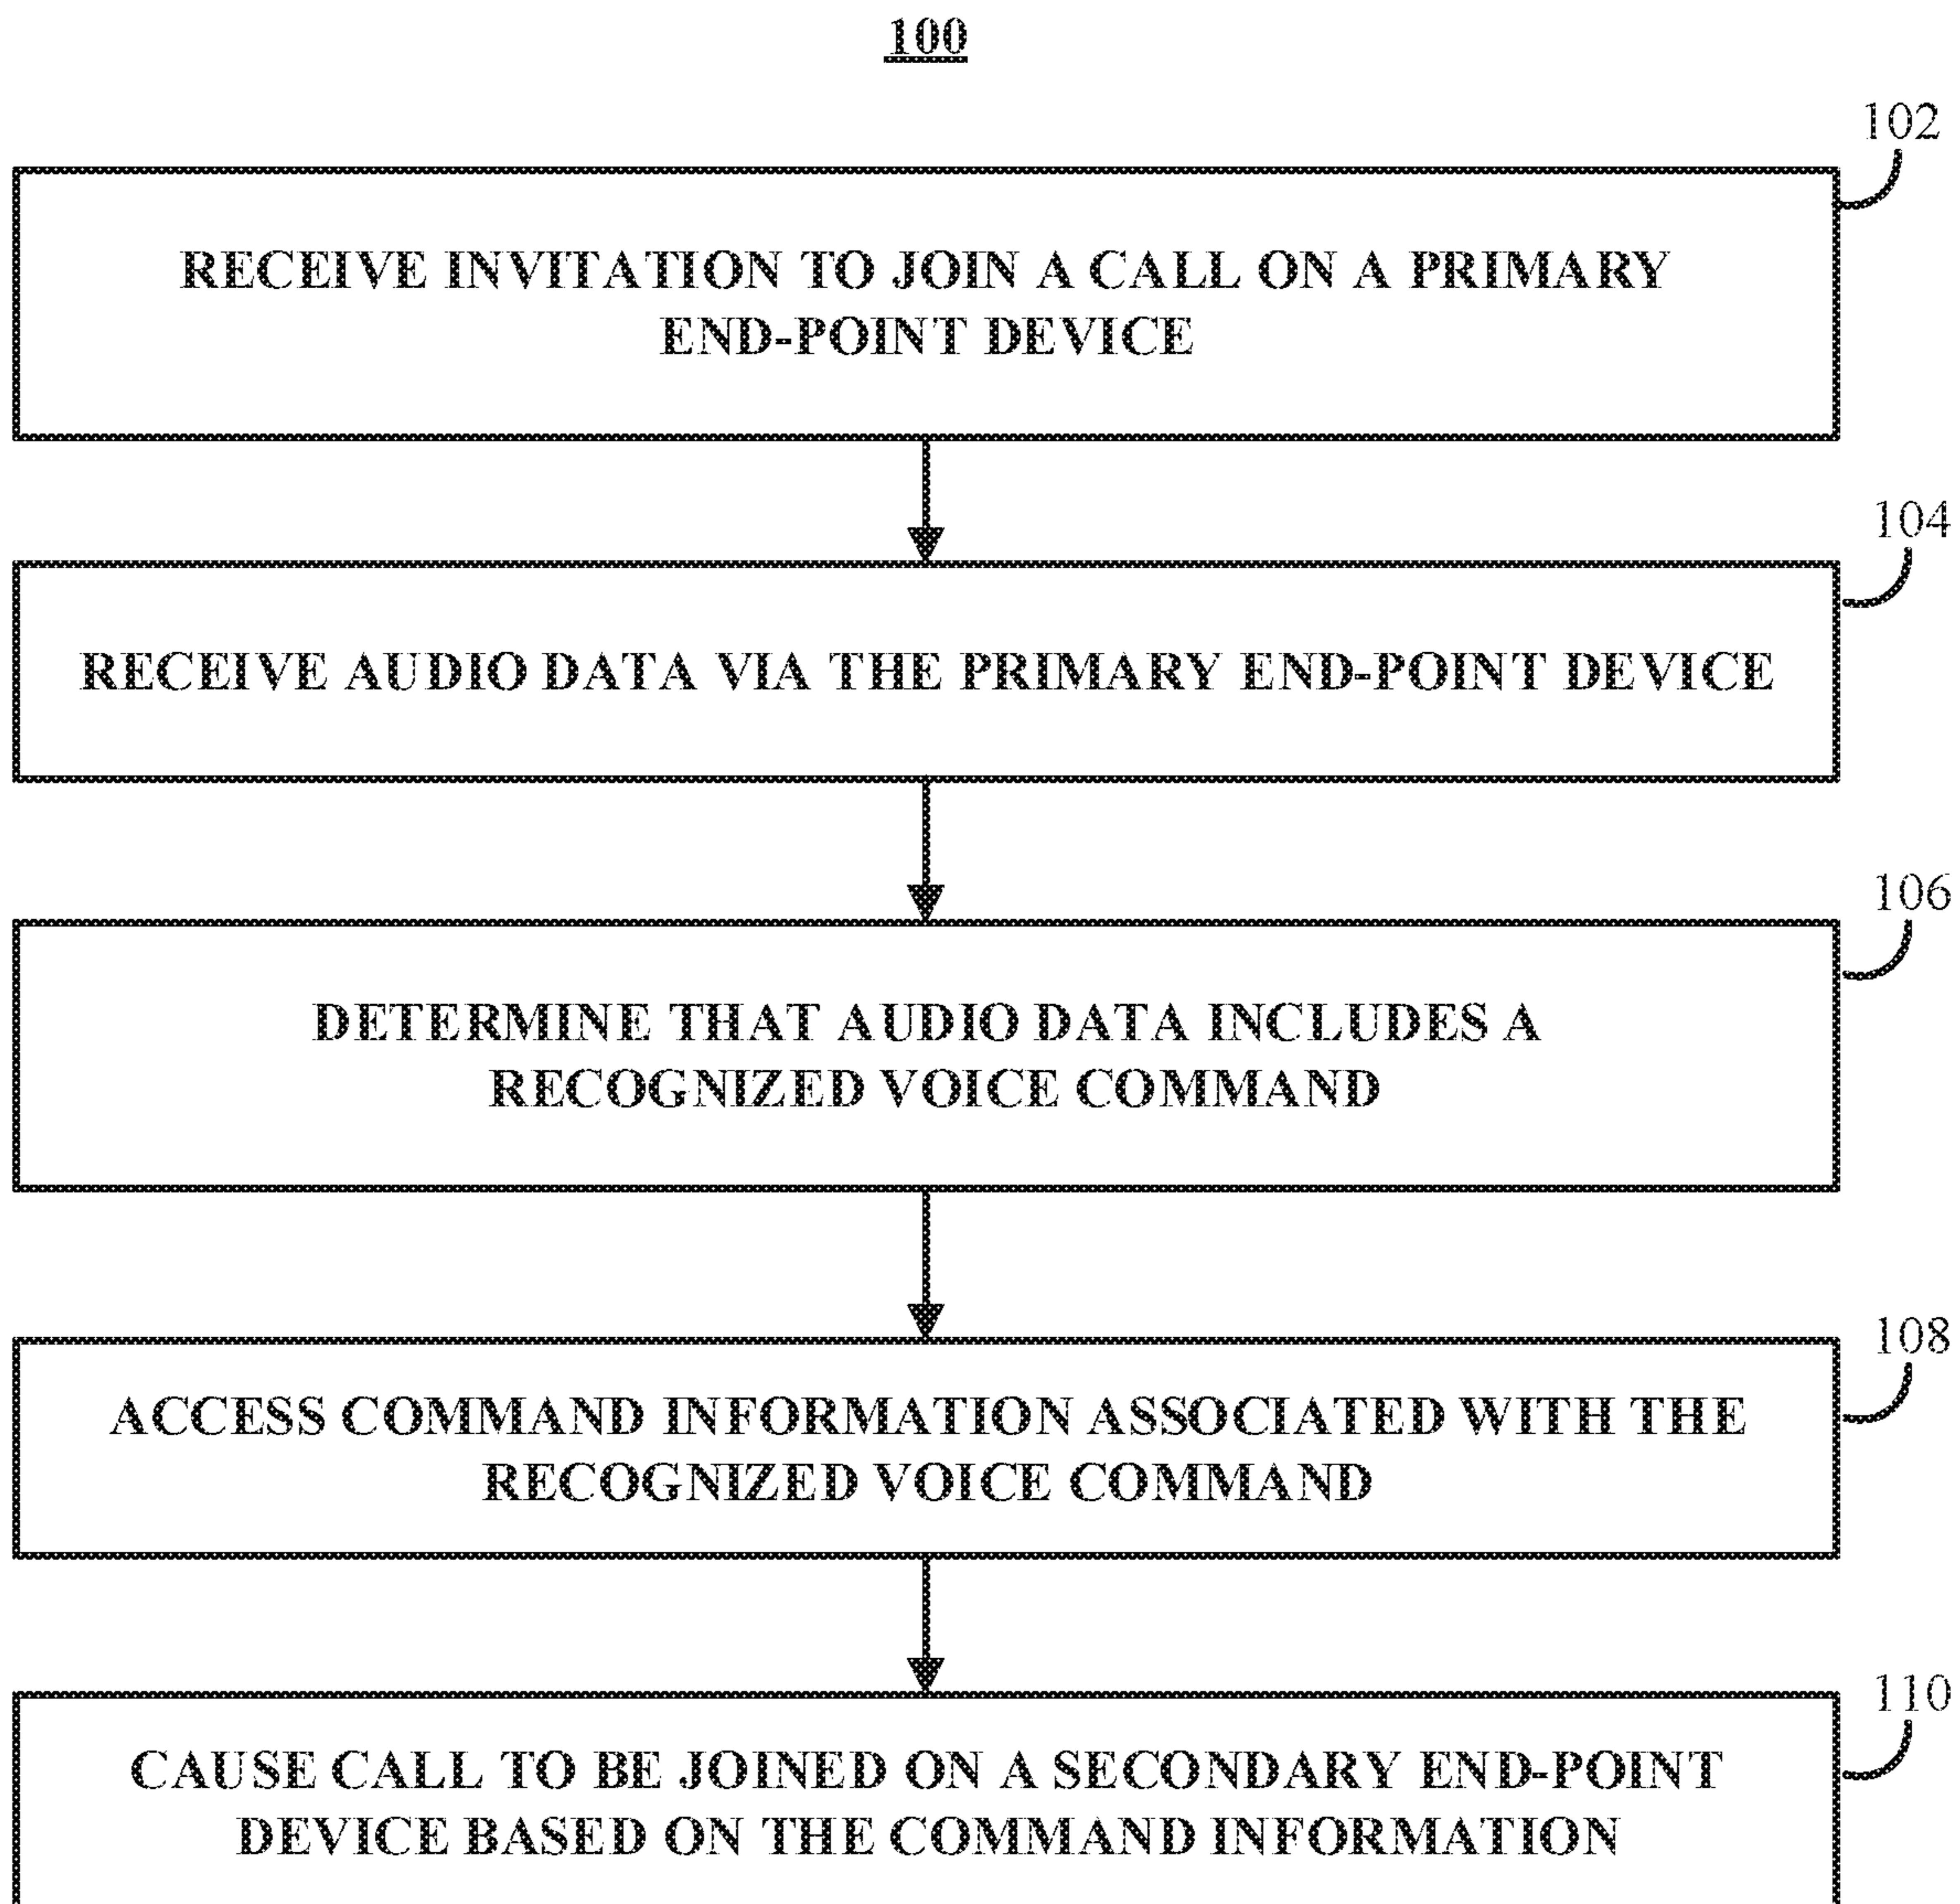 100
102
RECEIVE INVITATION TO JOIN A CALL ON A PRIMARY
END-POINT DEVICE
104
RECEIVE AUDIO DATA VIA THE PRIMARY END-POINT DEVICE
106
DETERMINE THAT AUDIO DATA INCLUDES A
RECOGNIZED VOICE COMMAND
108
ACCESS COMMAND INFORMATION ASSOCIATED WITH THE
RECOGNIZED VOICE COMMAND
110
CAUSE CALL TO BE JOINED ON A SECONDARY END-POINT
DEVICE BASED ON THE COMMAND INFORMATION